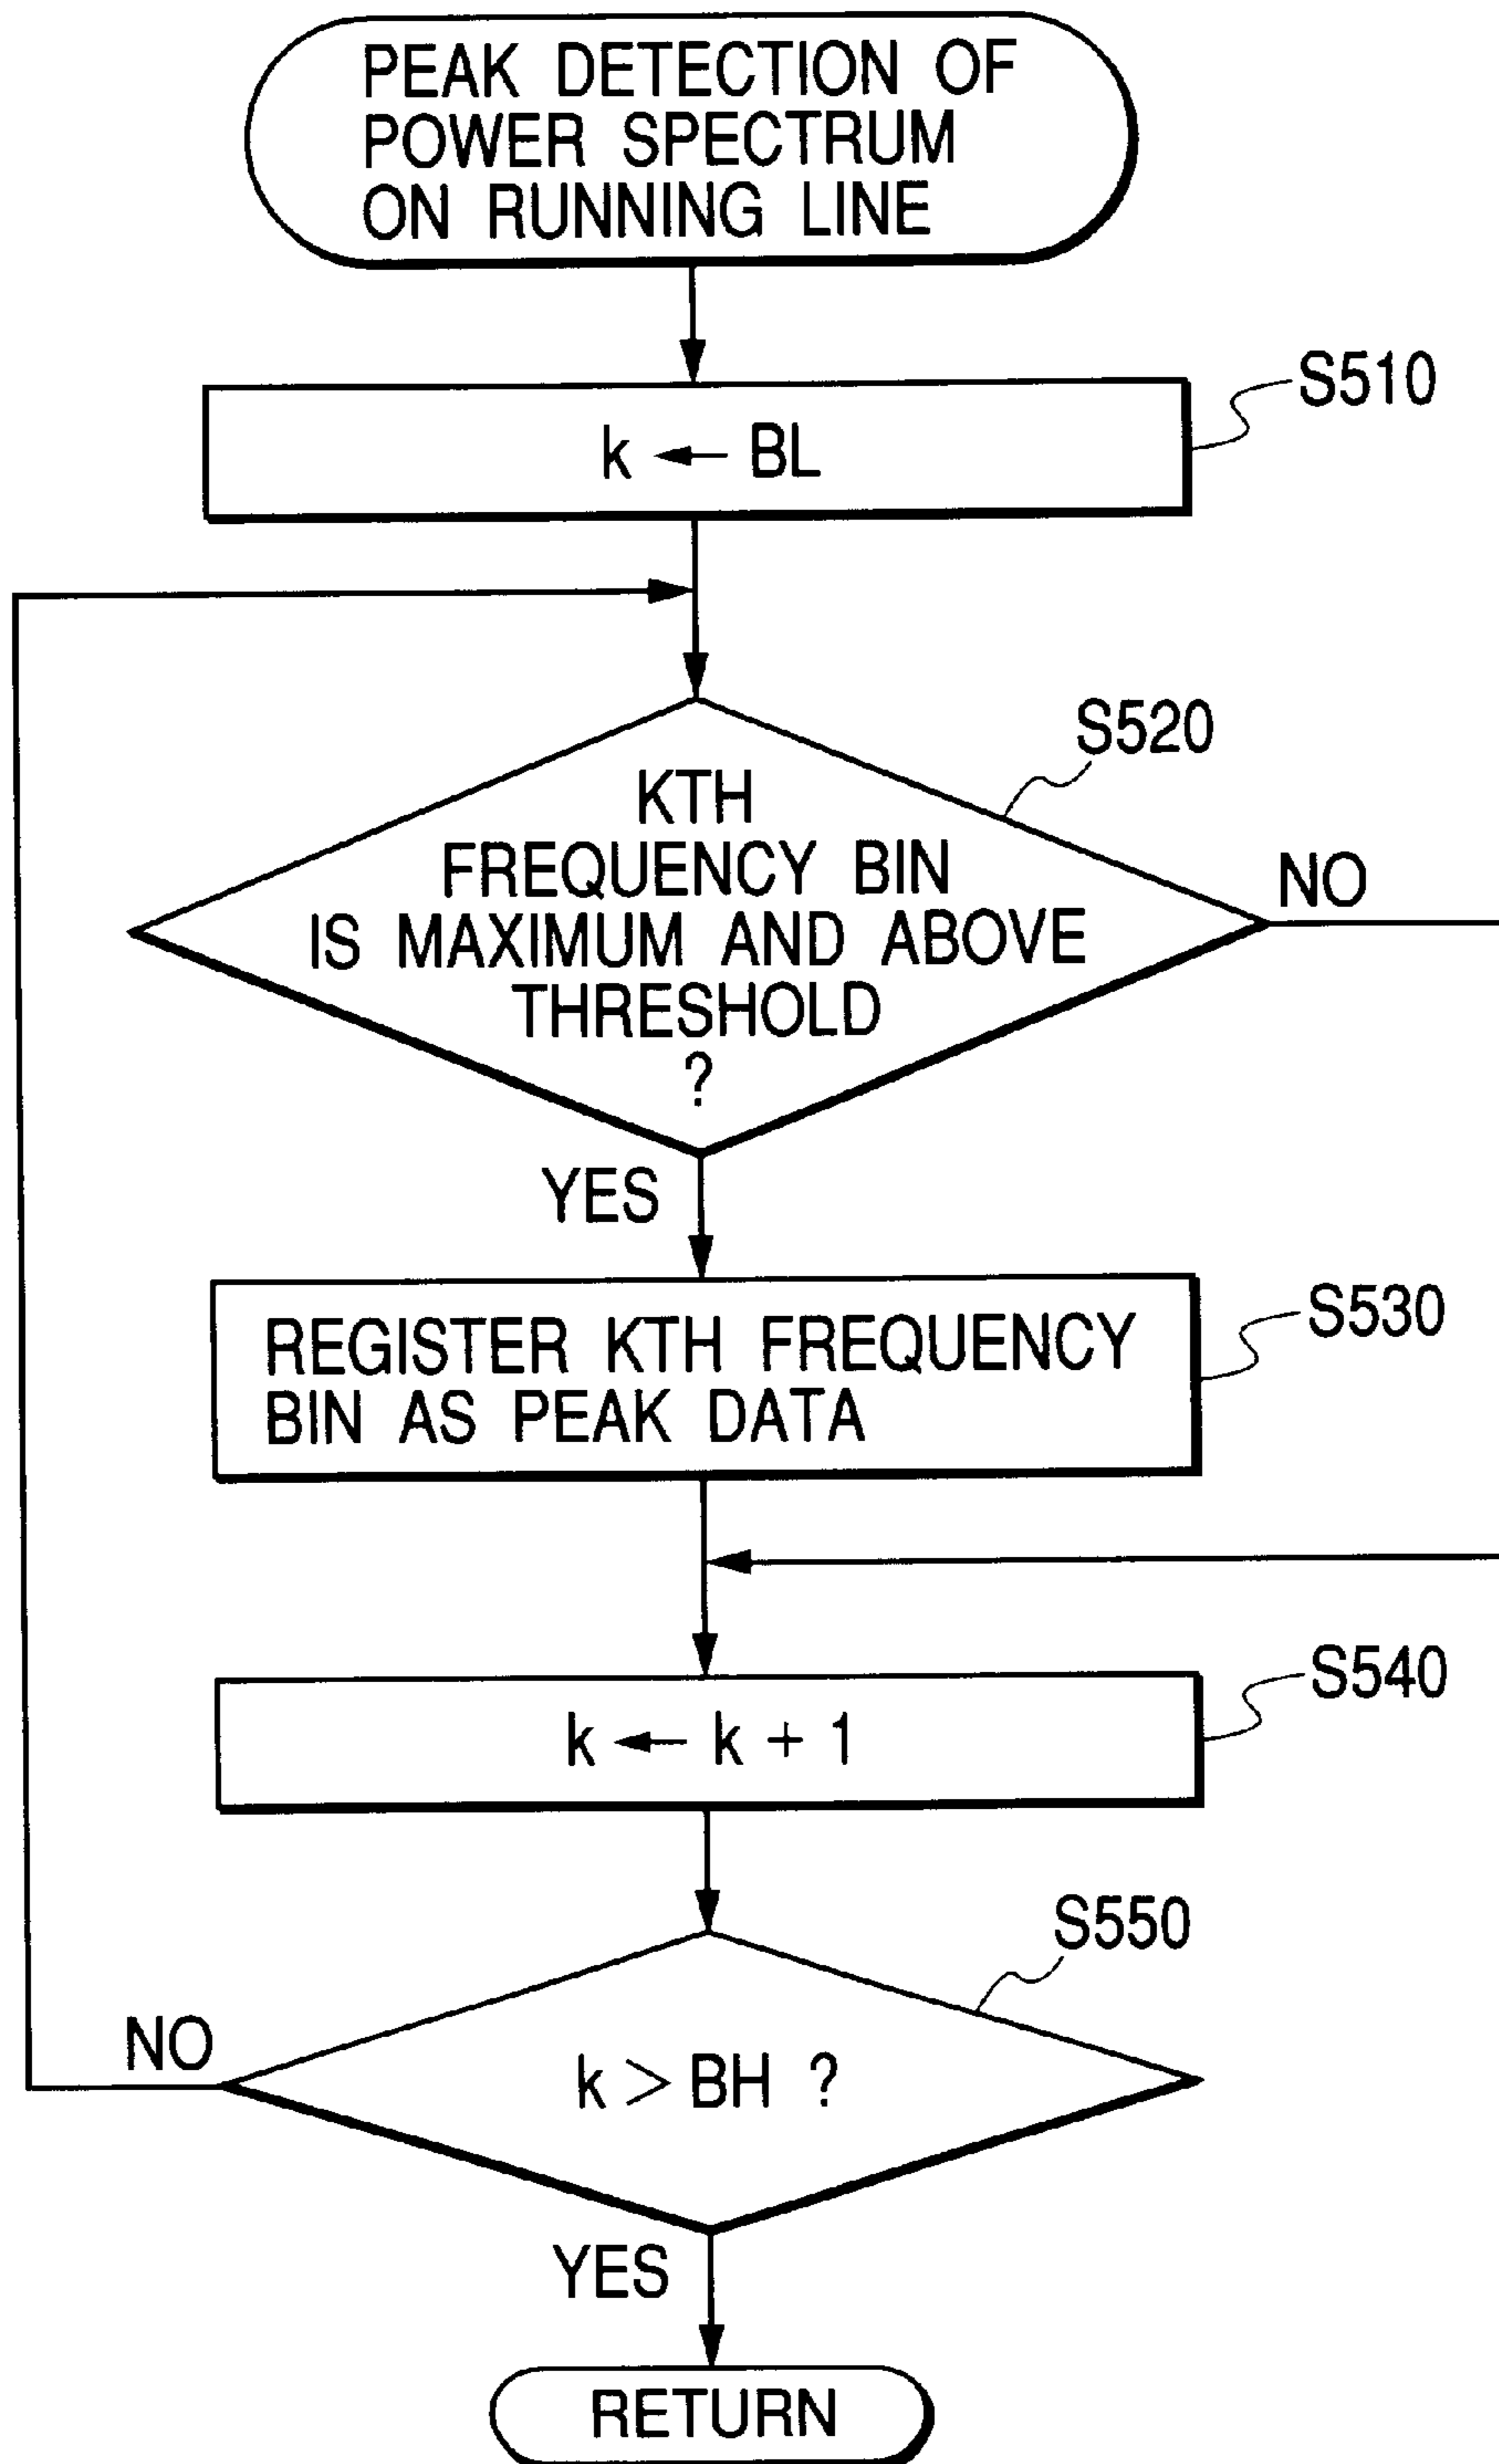 PEAK DETECTION OF
POWER SPECTRUM
ON RUNNING LINE
S510
k ← BL
S520
KTH
FREQUENCY BIN
IS MAXIMUM AND ABOVE
THRESHOLD
?
NO
YES
S530
REGISTER KTH FREQUENCY
BIN AS PEAK DATA
S540
k ← k + 1
S550
NO
k > BH ?
YES
RETURN